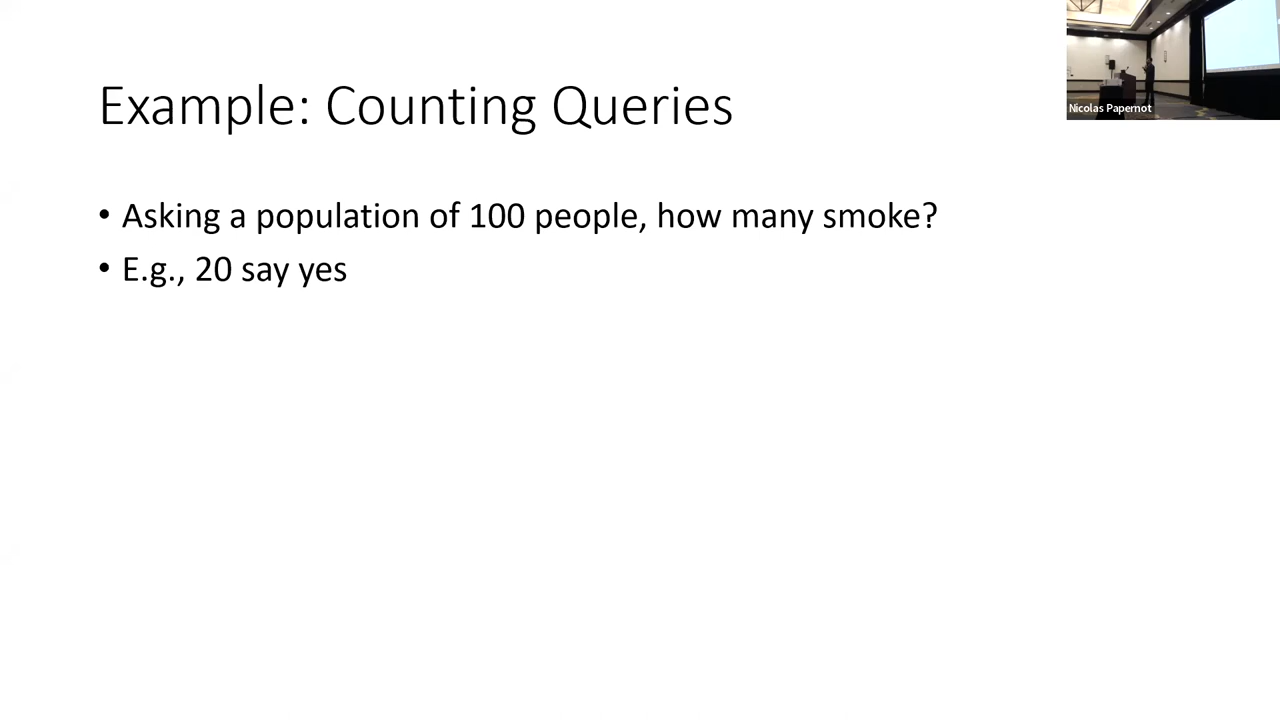 Example: Counting Queries
• Asking a population of 100 people, how many smoke?
• E.g., 20 say yes
Nicolas Papernot